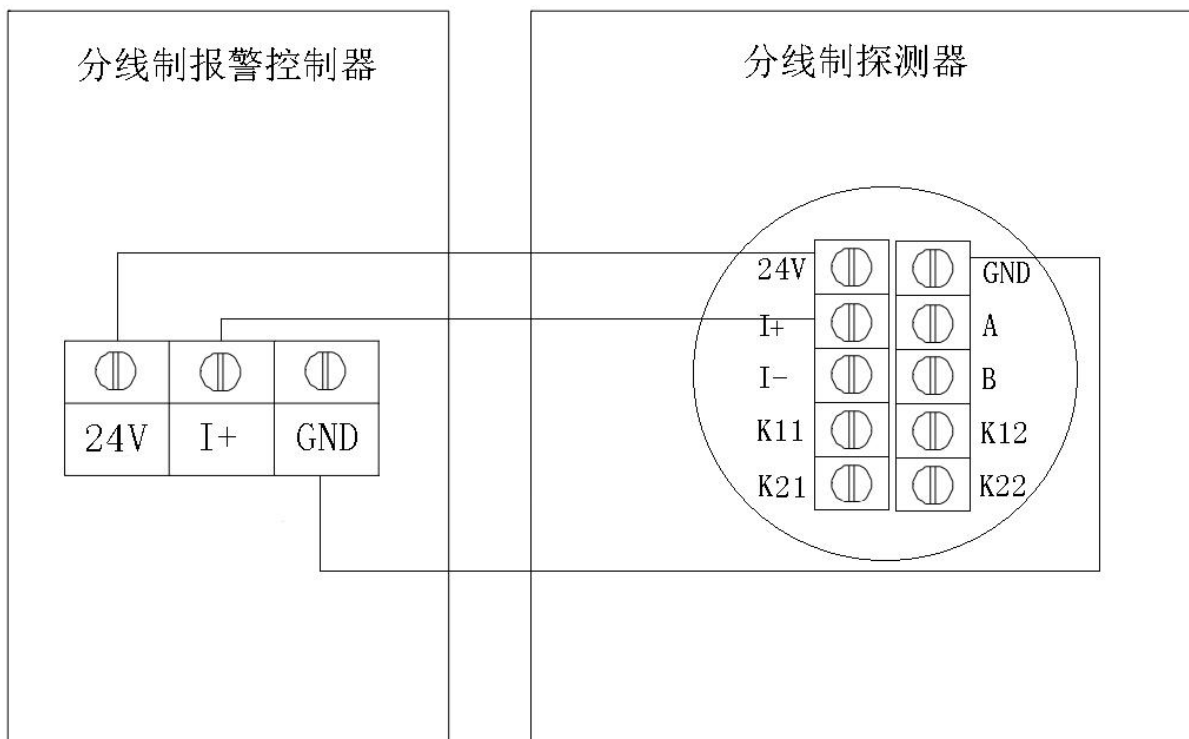 分线制报警控制器
分线制探测器
24V
GND
I+
A
I-
B
K11
K12
K21
K22
24V
I+
GND